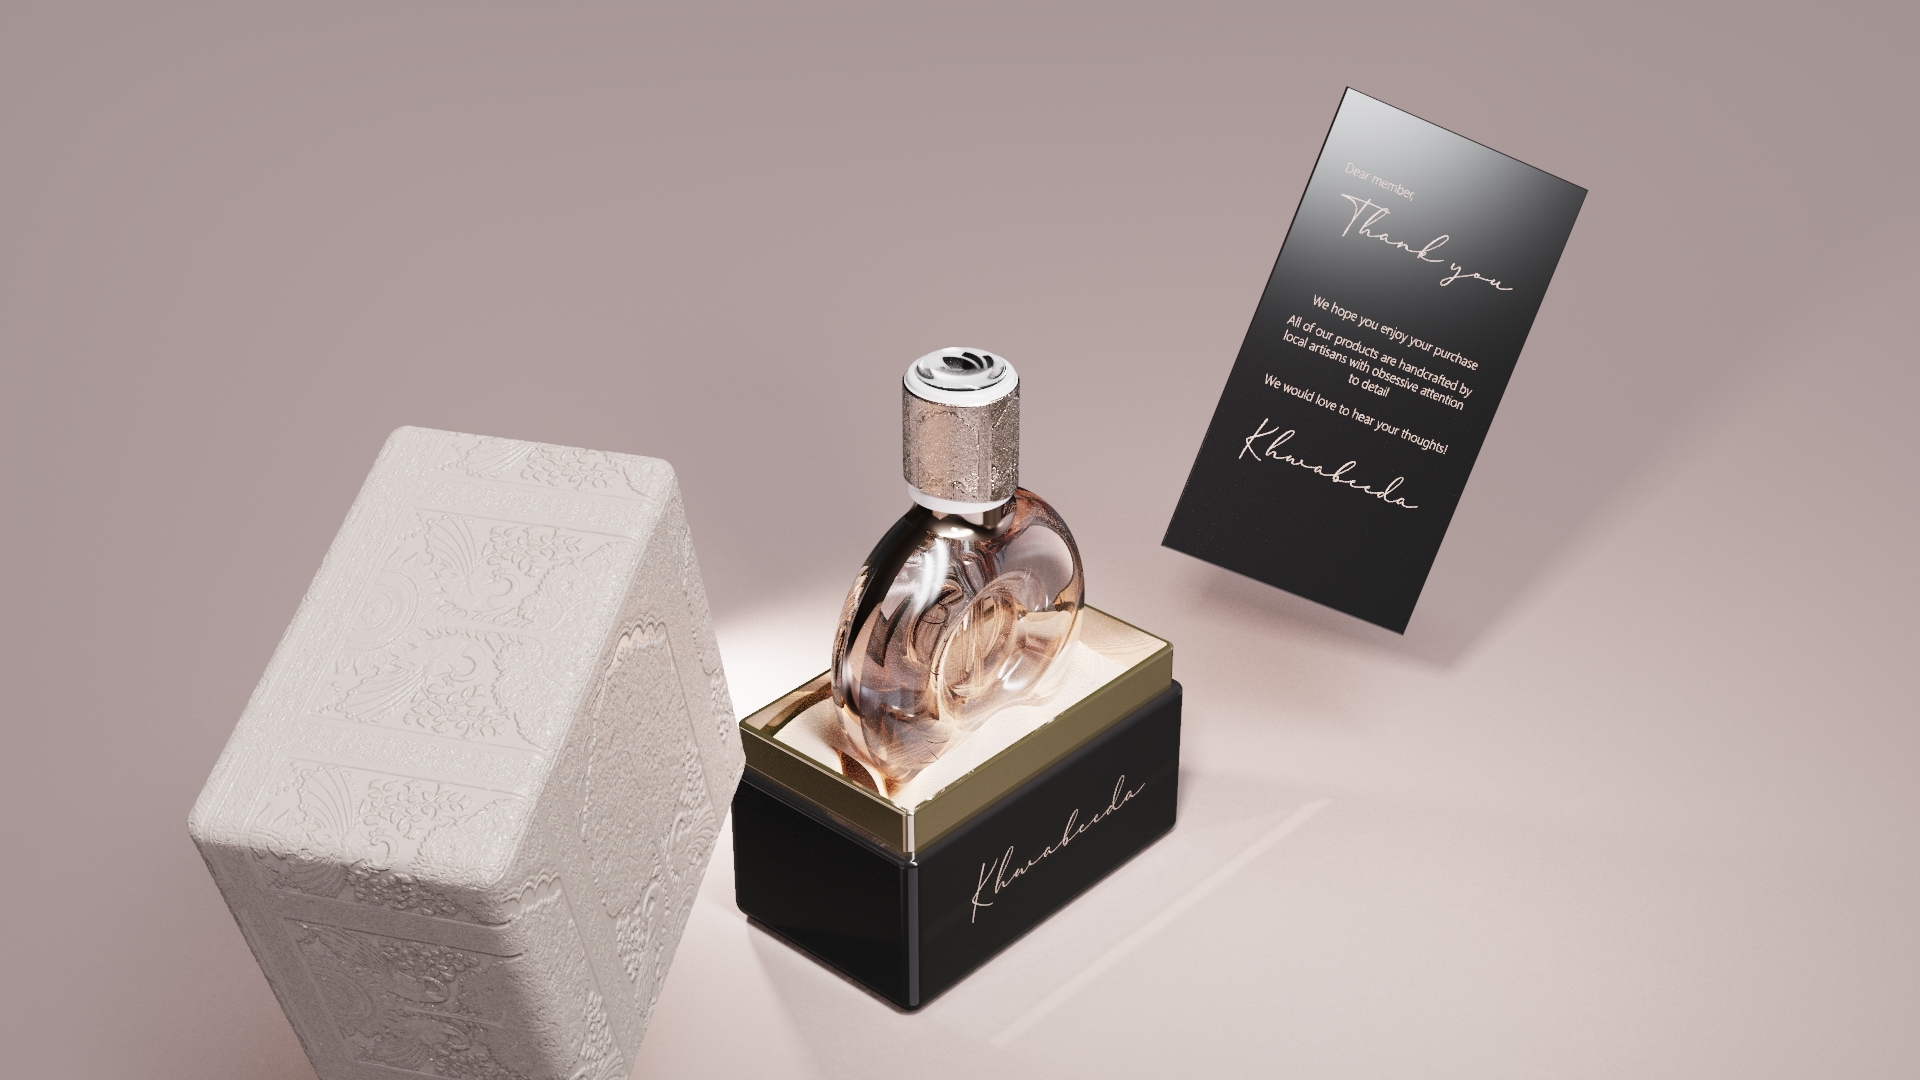 Dear member,
Thank you
We hope you enjoy your purchase
All of our products are handcrafted by
local artisans with obsessive attention
to detail
We would love to hear your thoughts!
Khwabeeda
Khwabeeda